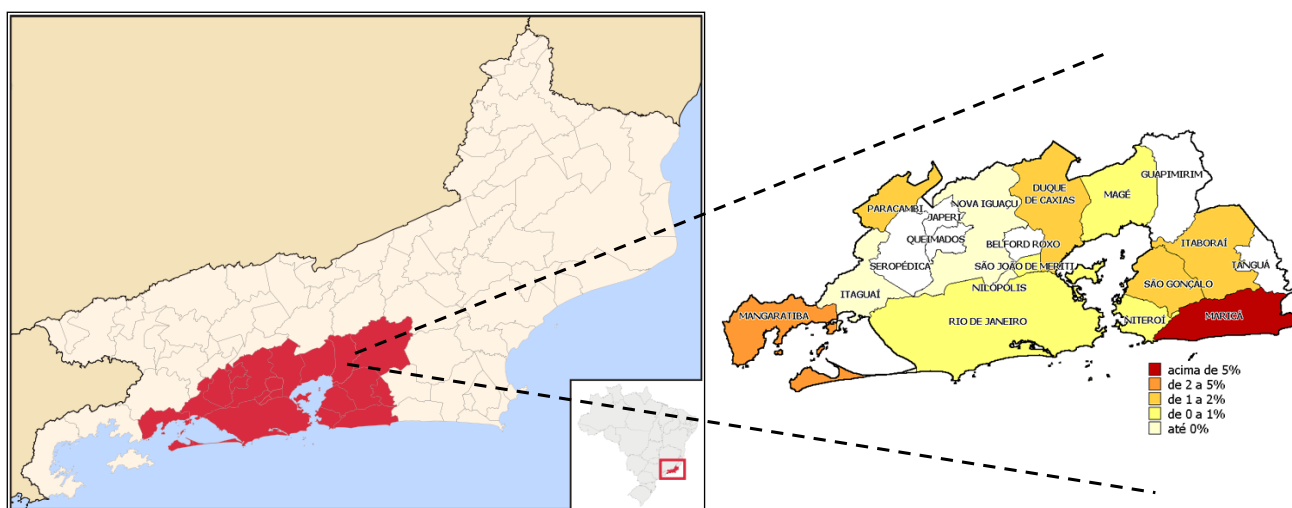 GUAPIMIRIM
DUQUE
DE CAXIAS
MAGÉ
PARACAMBI
NOVA IGUAÇU
JAPERI
QUEIMADOS
BELFORD ROXO
ITABORAÍ
SEROPÉDICA
SÃO JOÃO DE MERITI
TANGUÁ
NILÓPOLIS
SÃO GONÇALO
ITAGUAÍ
MANGARATIBA
RIO DE JANEIRO
NITEROÍ
MARICÁ
acima de 5%
de 2 a 5%
de 1 a 2%
de 0 a 1%
até 0%